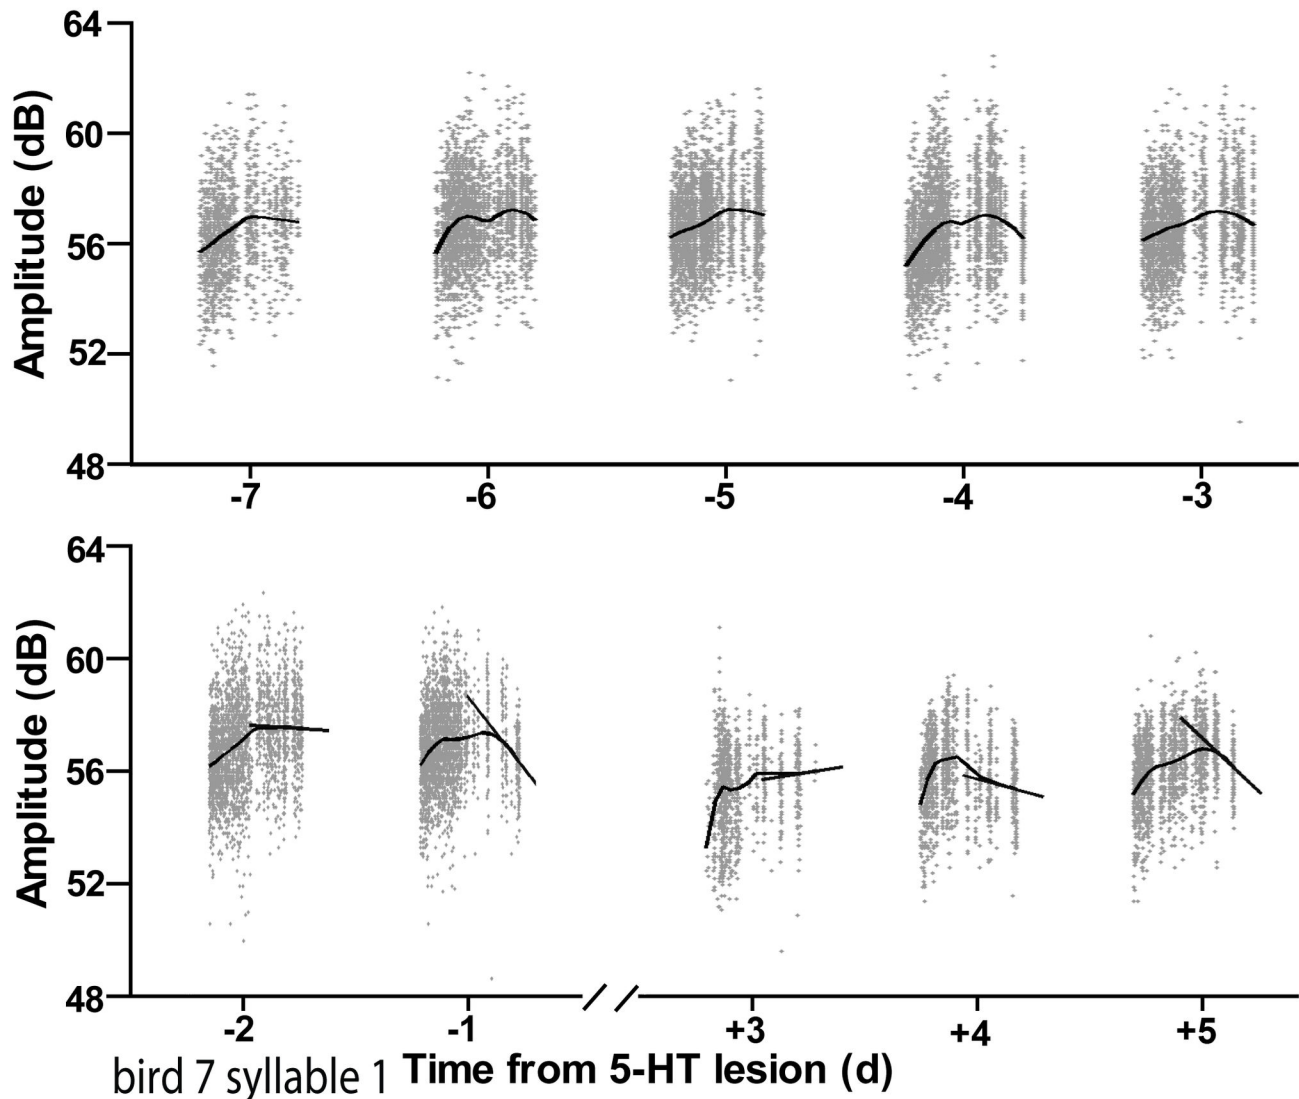 64
60
56
52
48
Amplitude (dB)
-7 -6 -5 -4 -3
64
60
56
52
48
Amplitude (dB)
-2 -1 +3 +4 +5
bird 7 syllable 1 Time from 5-HT lesion (d)